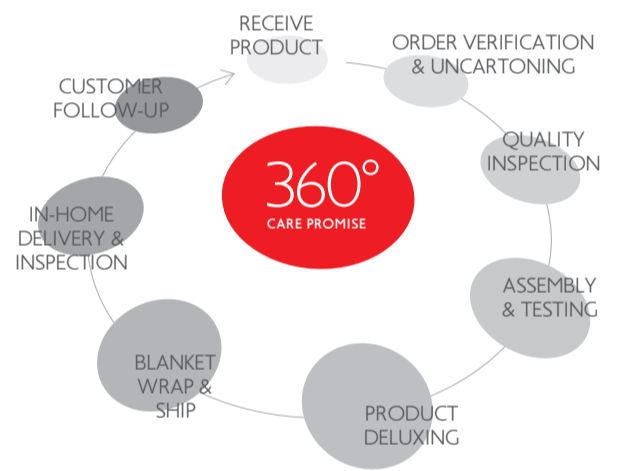 RECEIVE
PRODUCT
ORDER VERIFICATION
& UNCARTONING
QUALITY
INSPECTION
ASSEMBLY
& TESTING
PRODUCT
DELUXING
BLANKET
WRAP &
SHIP
IN-HOME
DELIVERY &
INSPECTION
CUSTOMER
FOLLOW-UP
360°
CARE PROMISE